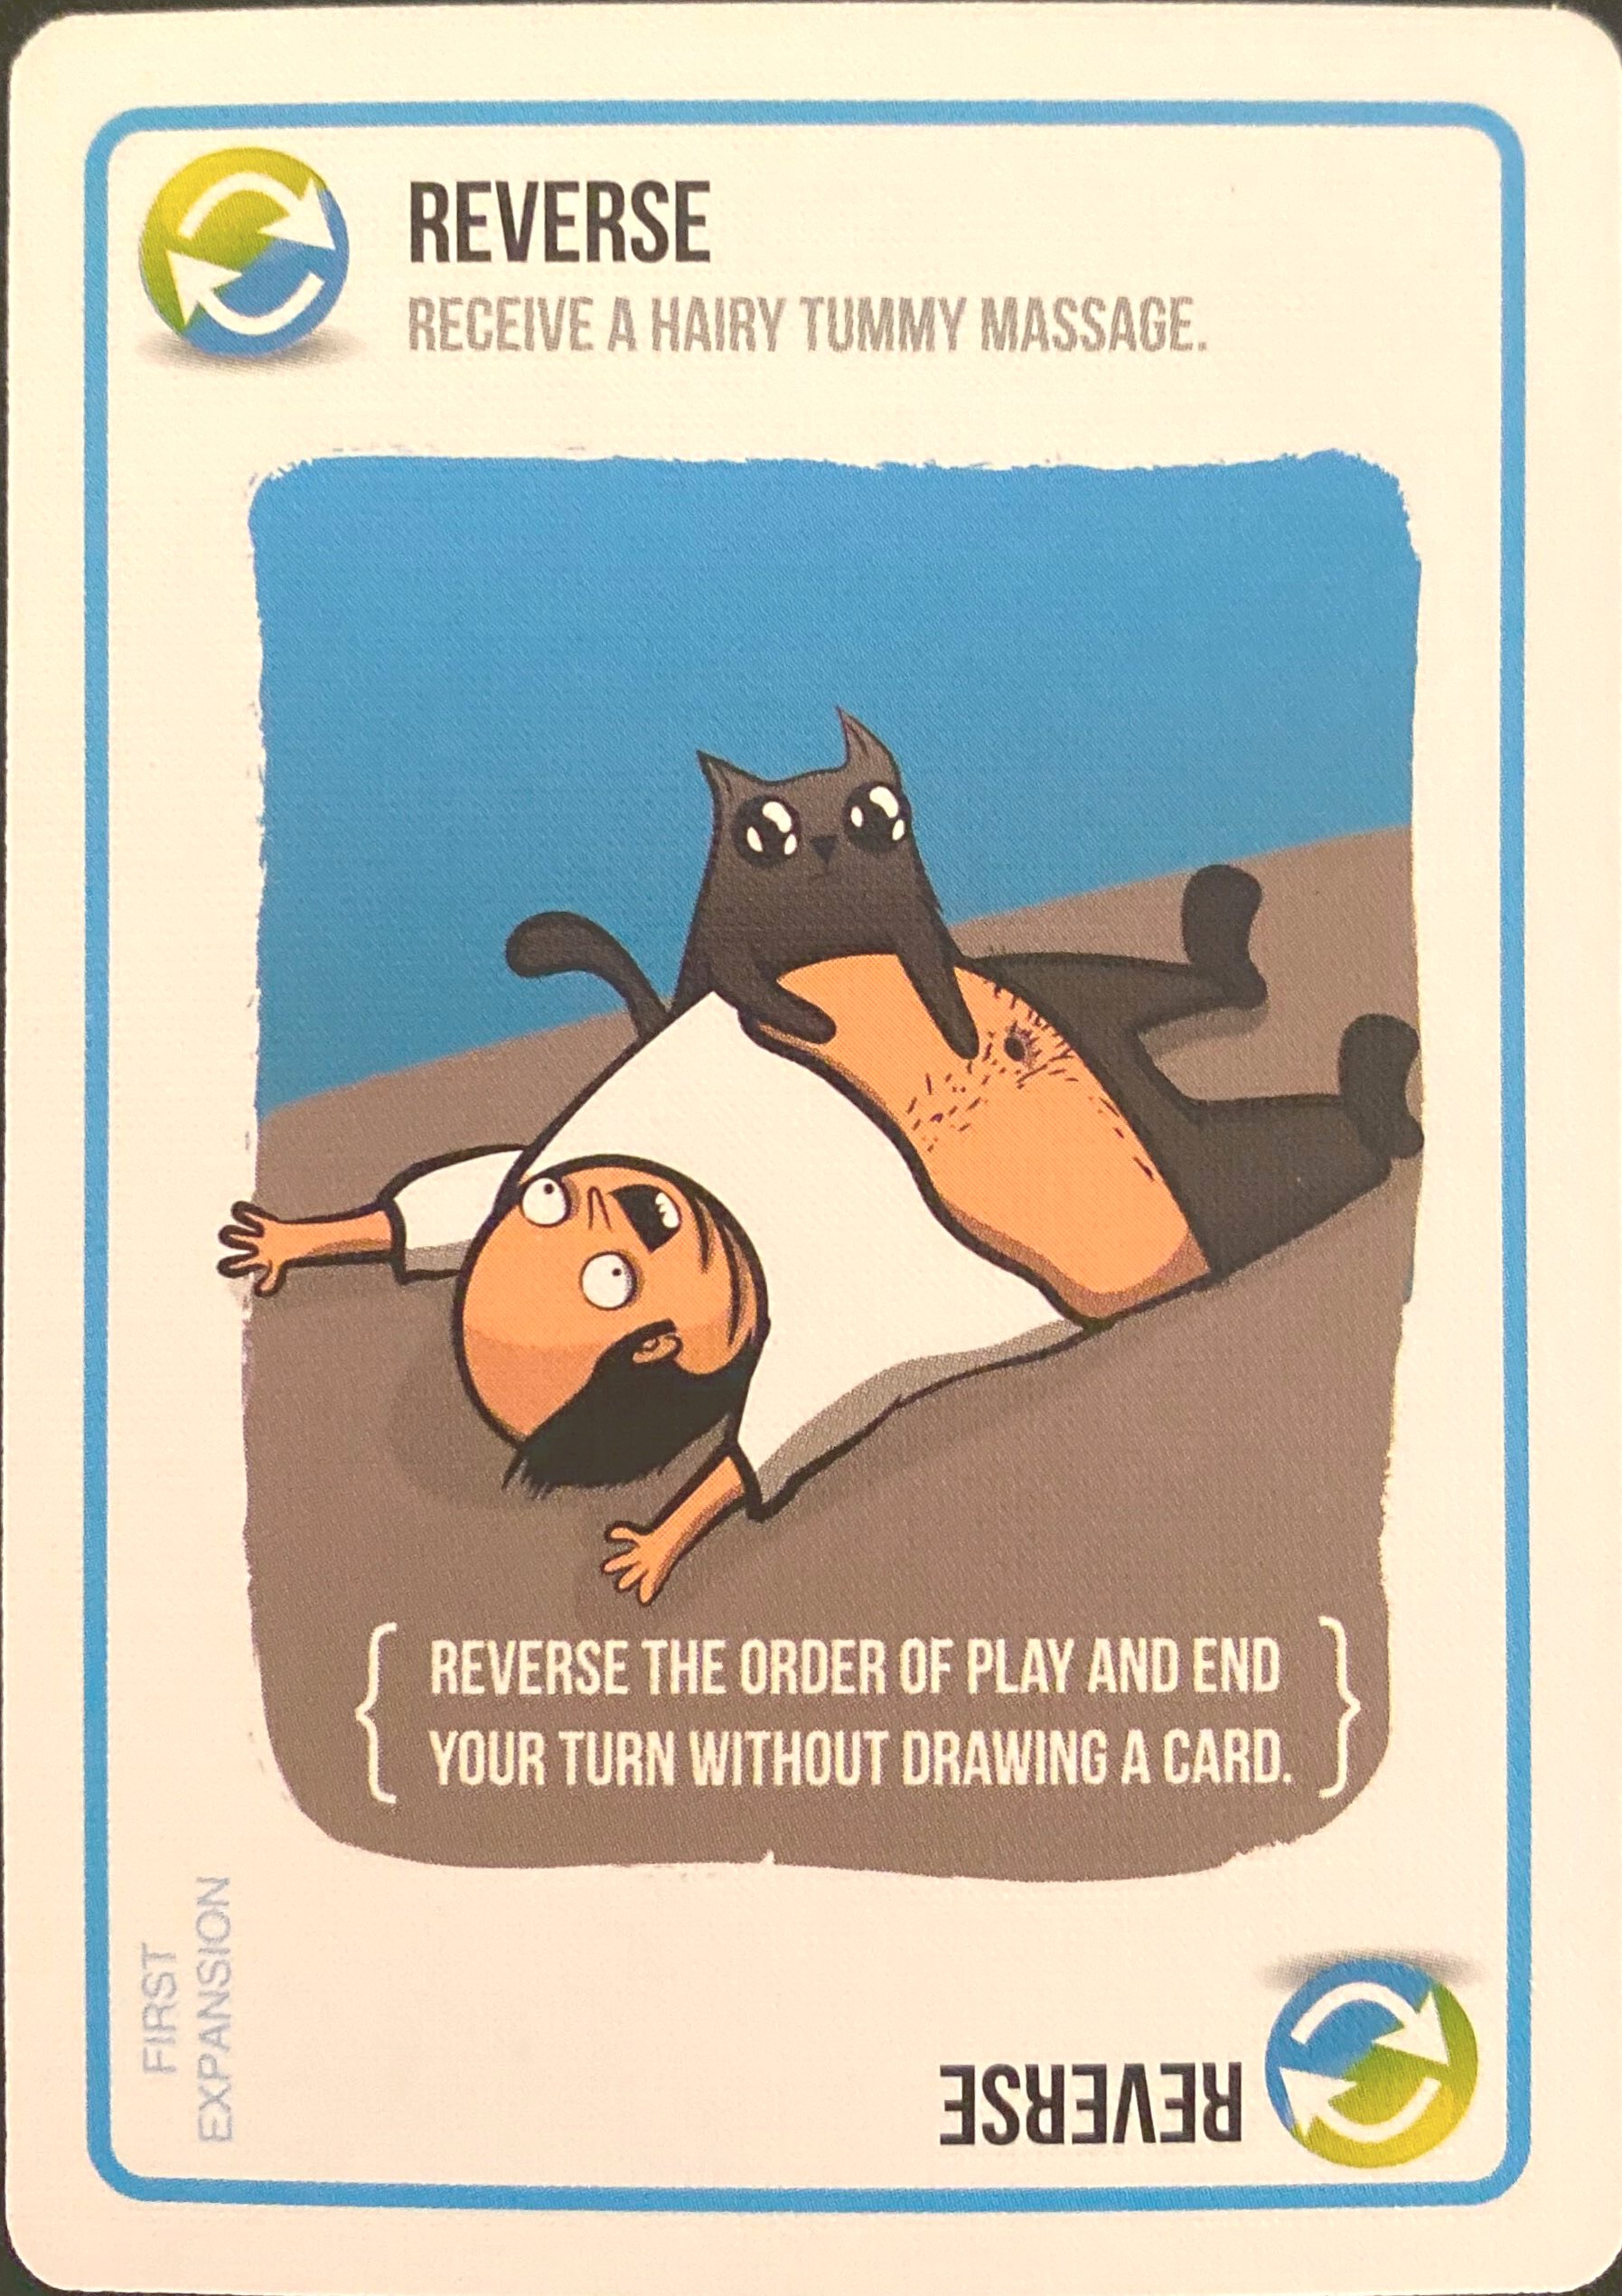 REVERSE
RECEIVE A HAIRY TUMMY MASSAGE.
REVERSE THE ORDER OF PLAY AND END
YOUR TURN WITHOUT DRAWING A CARD.
FIRST
EXPANSION
REVERSE